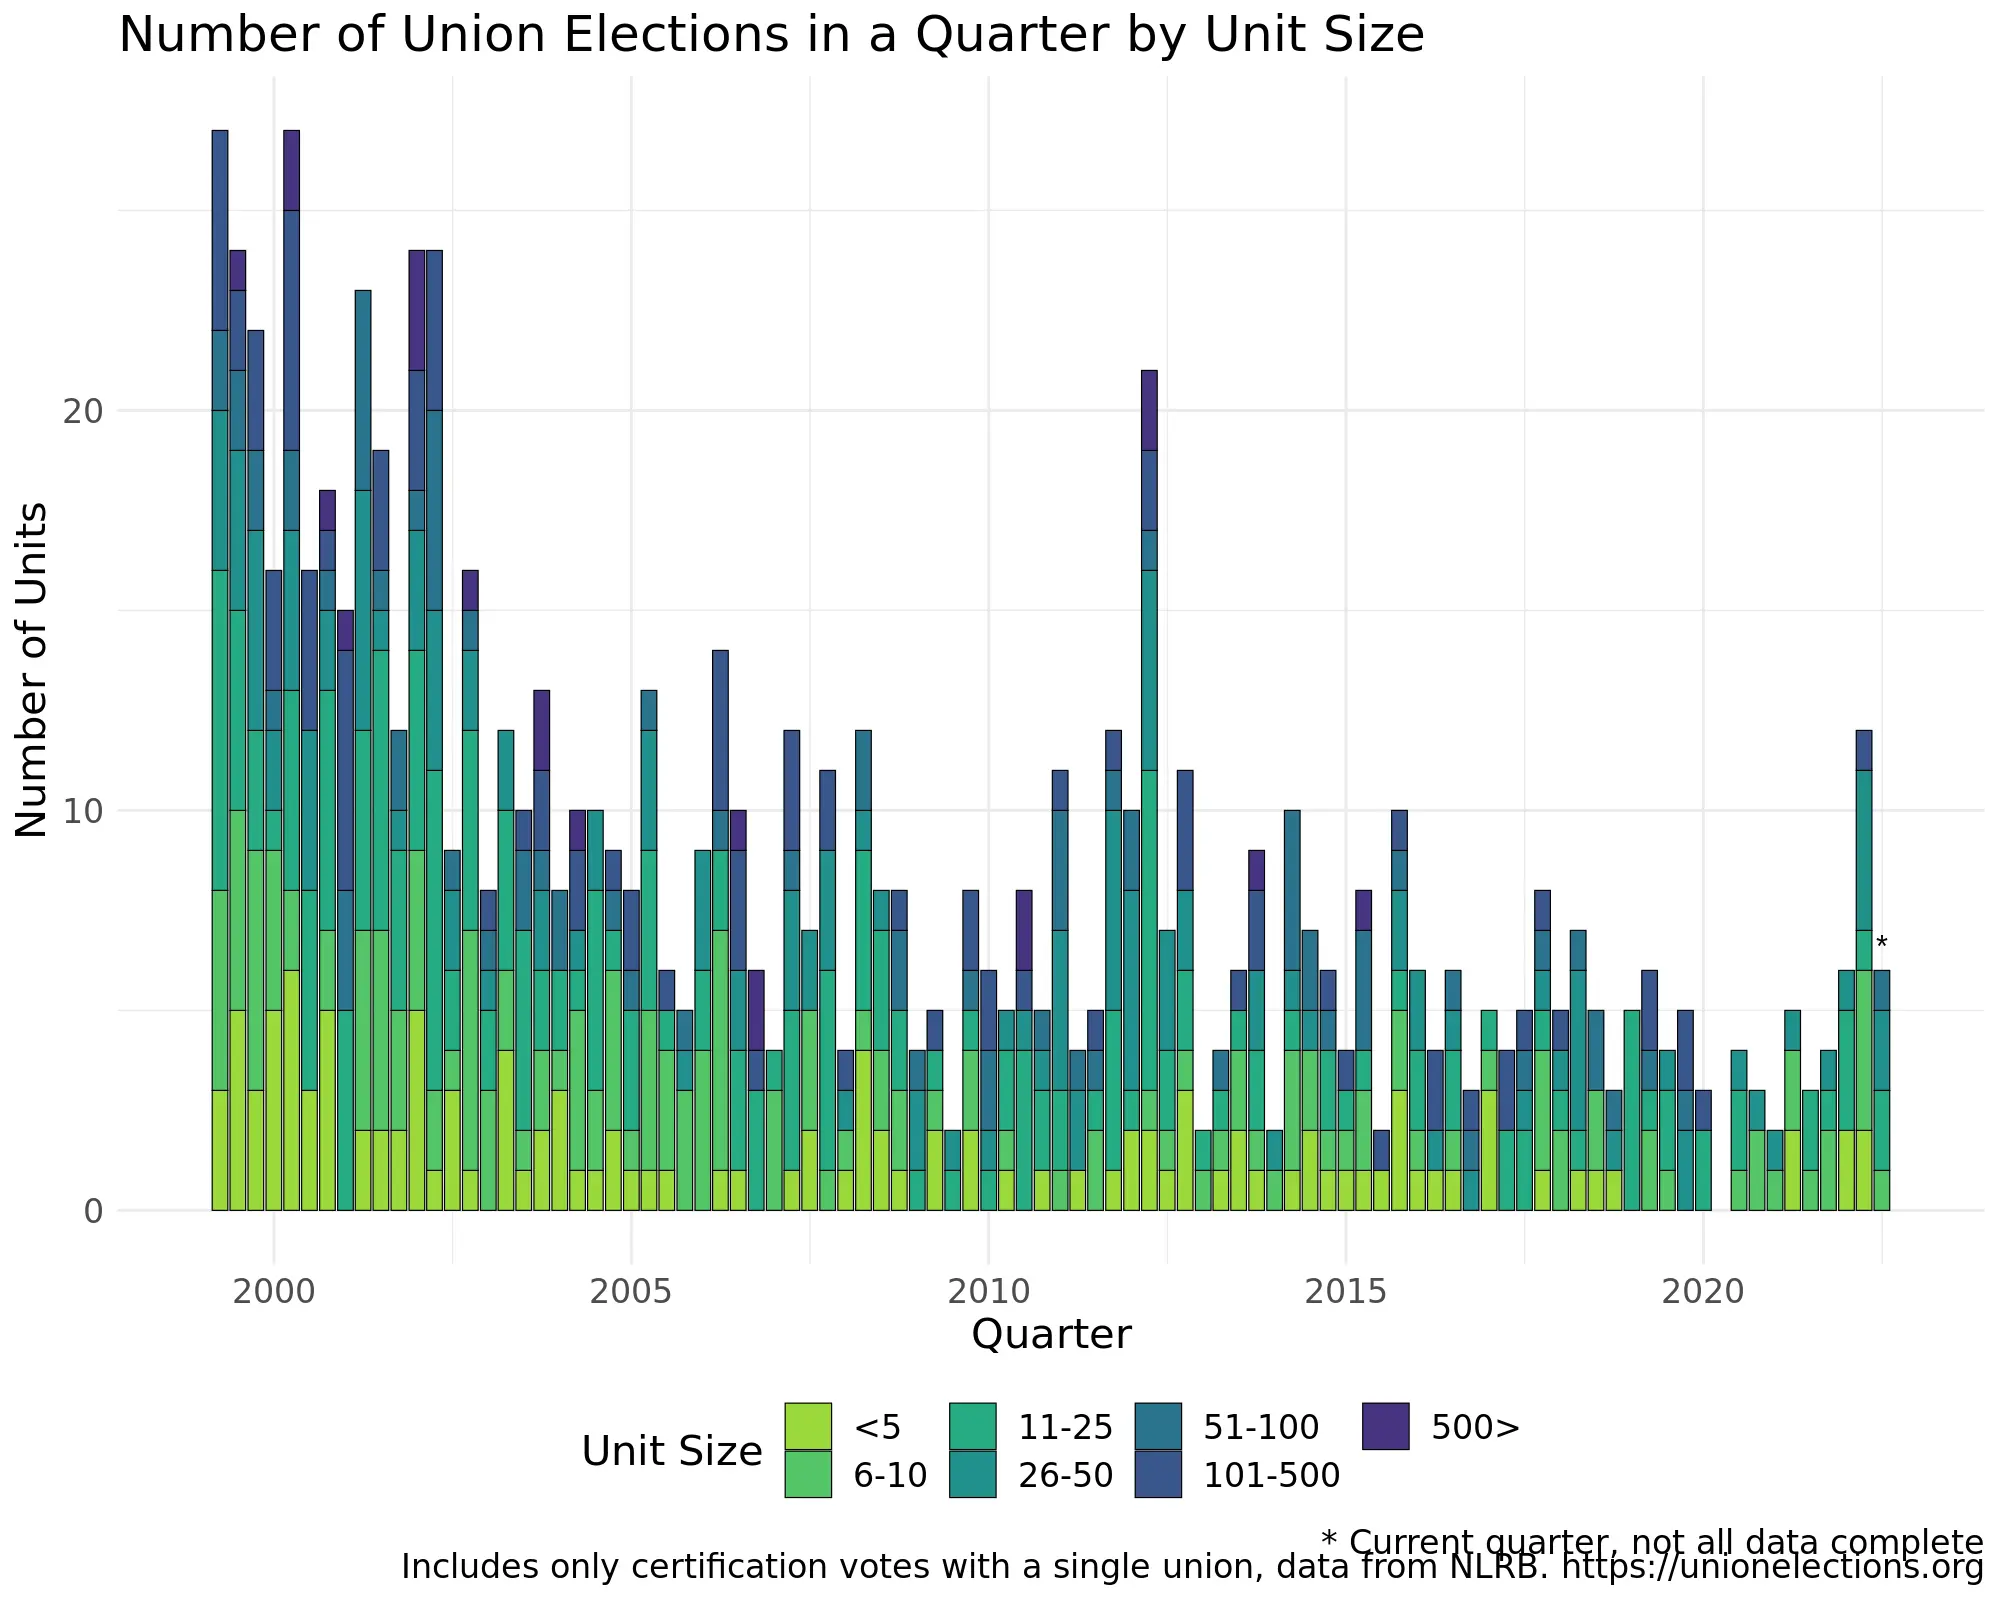 Number of Union Elections in a Quarter by Unit Size
Number of Units
20
10
0
*
2000 2005 2010 2015 2020
Quarter
Unit Size
<5 11-25 51-100 500>
6-10 26-50 101-500
* Current quarter, not all data complete
Includes only certification votes with a single union, data from NLRB. https://unionelections.org